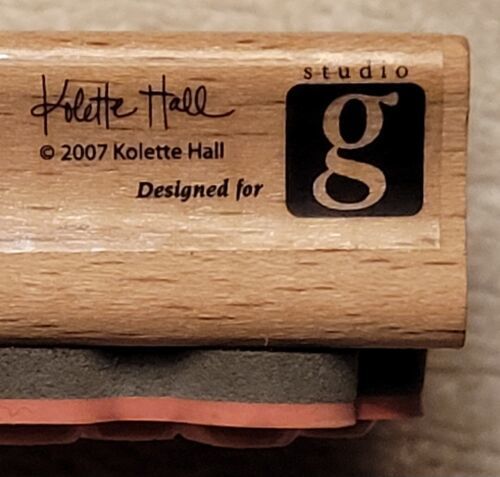 Kolette Hall
© 2007 Kolette Hall
Designed for
studio
g